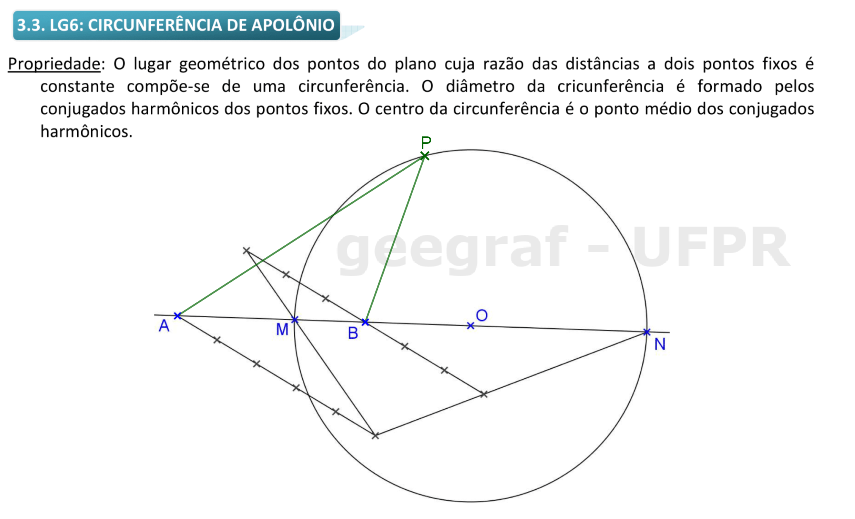 3.3. LG6: CIRCUNFERÊNCIA DE APOLÔNIO
Propriedade: O lugar geométrico dos pontos do plano cuja razão das distâncias a dois pontos fixos é
constante compõe-se de uma circunferência. O diâmetro da cricunferência é formado pelos
conjugados harmônicos dos pontos fixos. O centro da circunferência é o ponto médio dos conjugados
harmônicos.
P
geegraf - UFPR
A
M
B
O
N